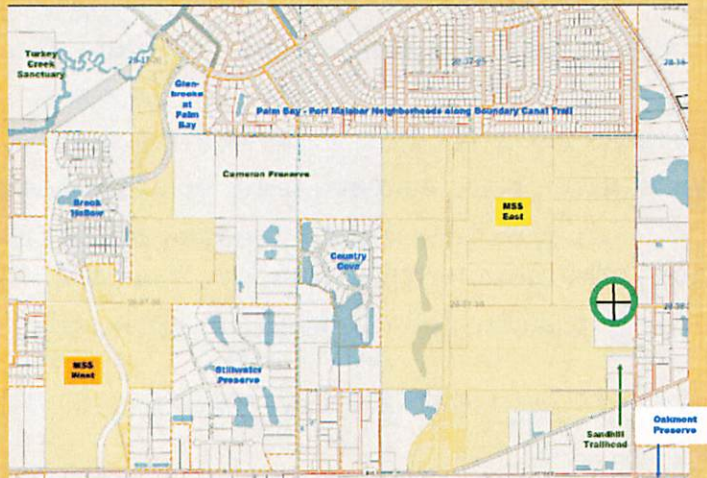 Turkey
Creek
Sanctuary
Glen-
brooke
at
Palm
Bay
Palm Bay - Port Malabar Neighborhoods along Boundary Canal Trail
Cameron Preserve
Brook
Hollow
MSS
East
Country
Cove
MSS
West
Stillwater
Preserve
Sandhill
Trailhead
Oakmont
Preserve